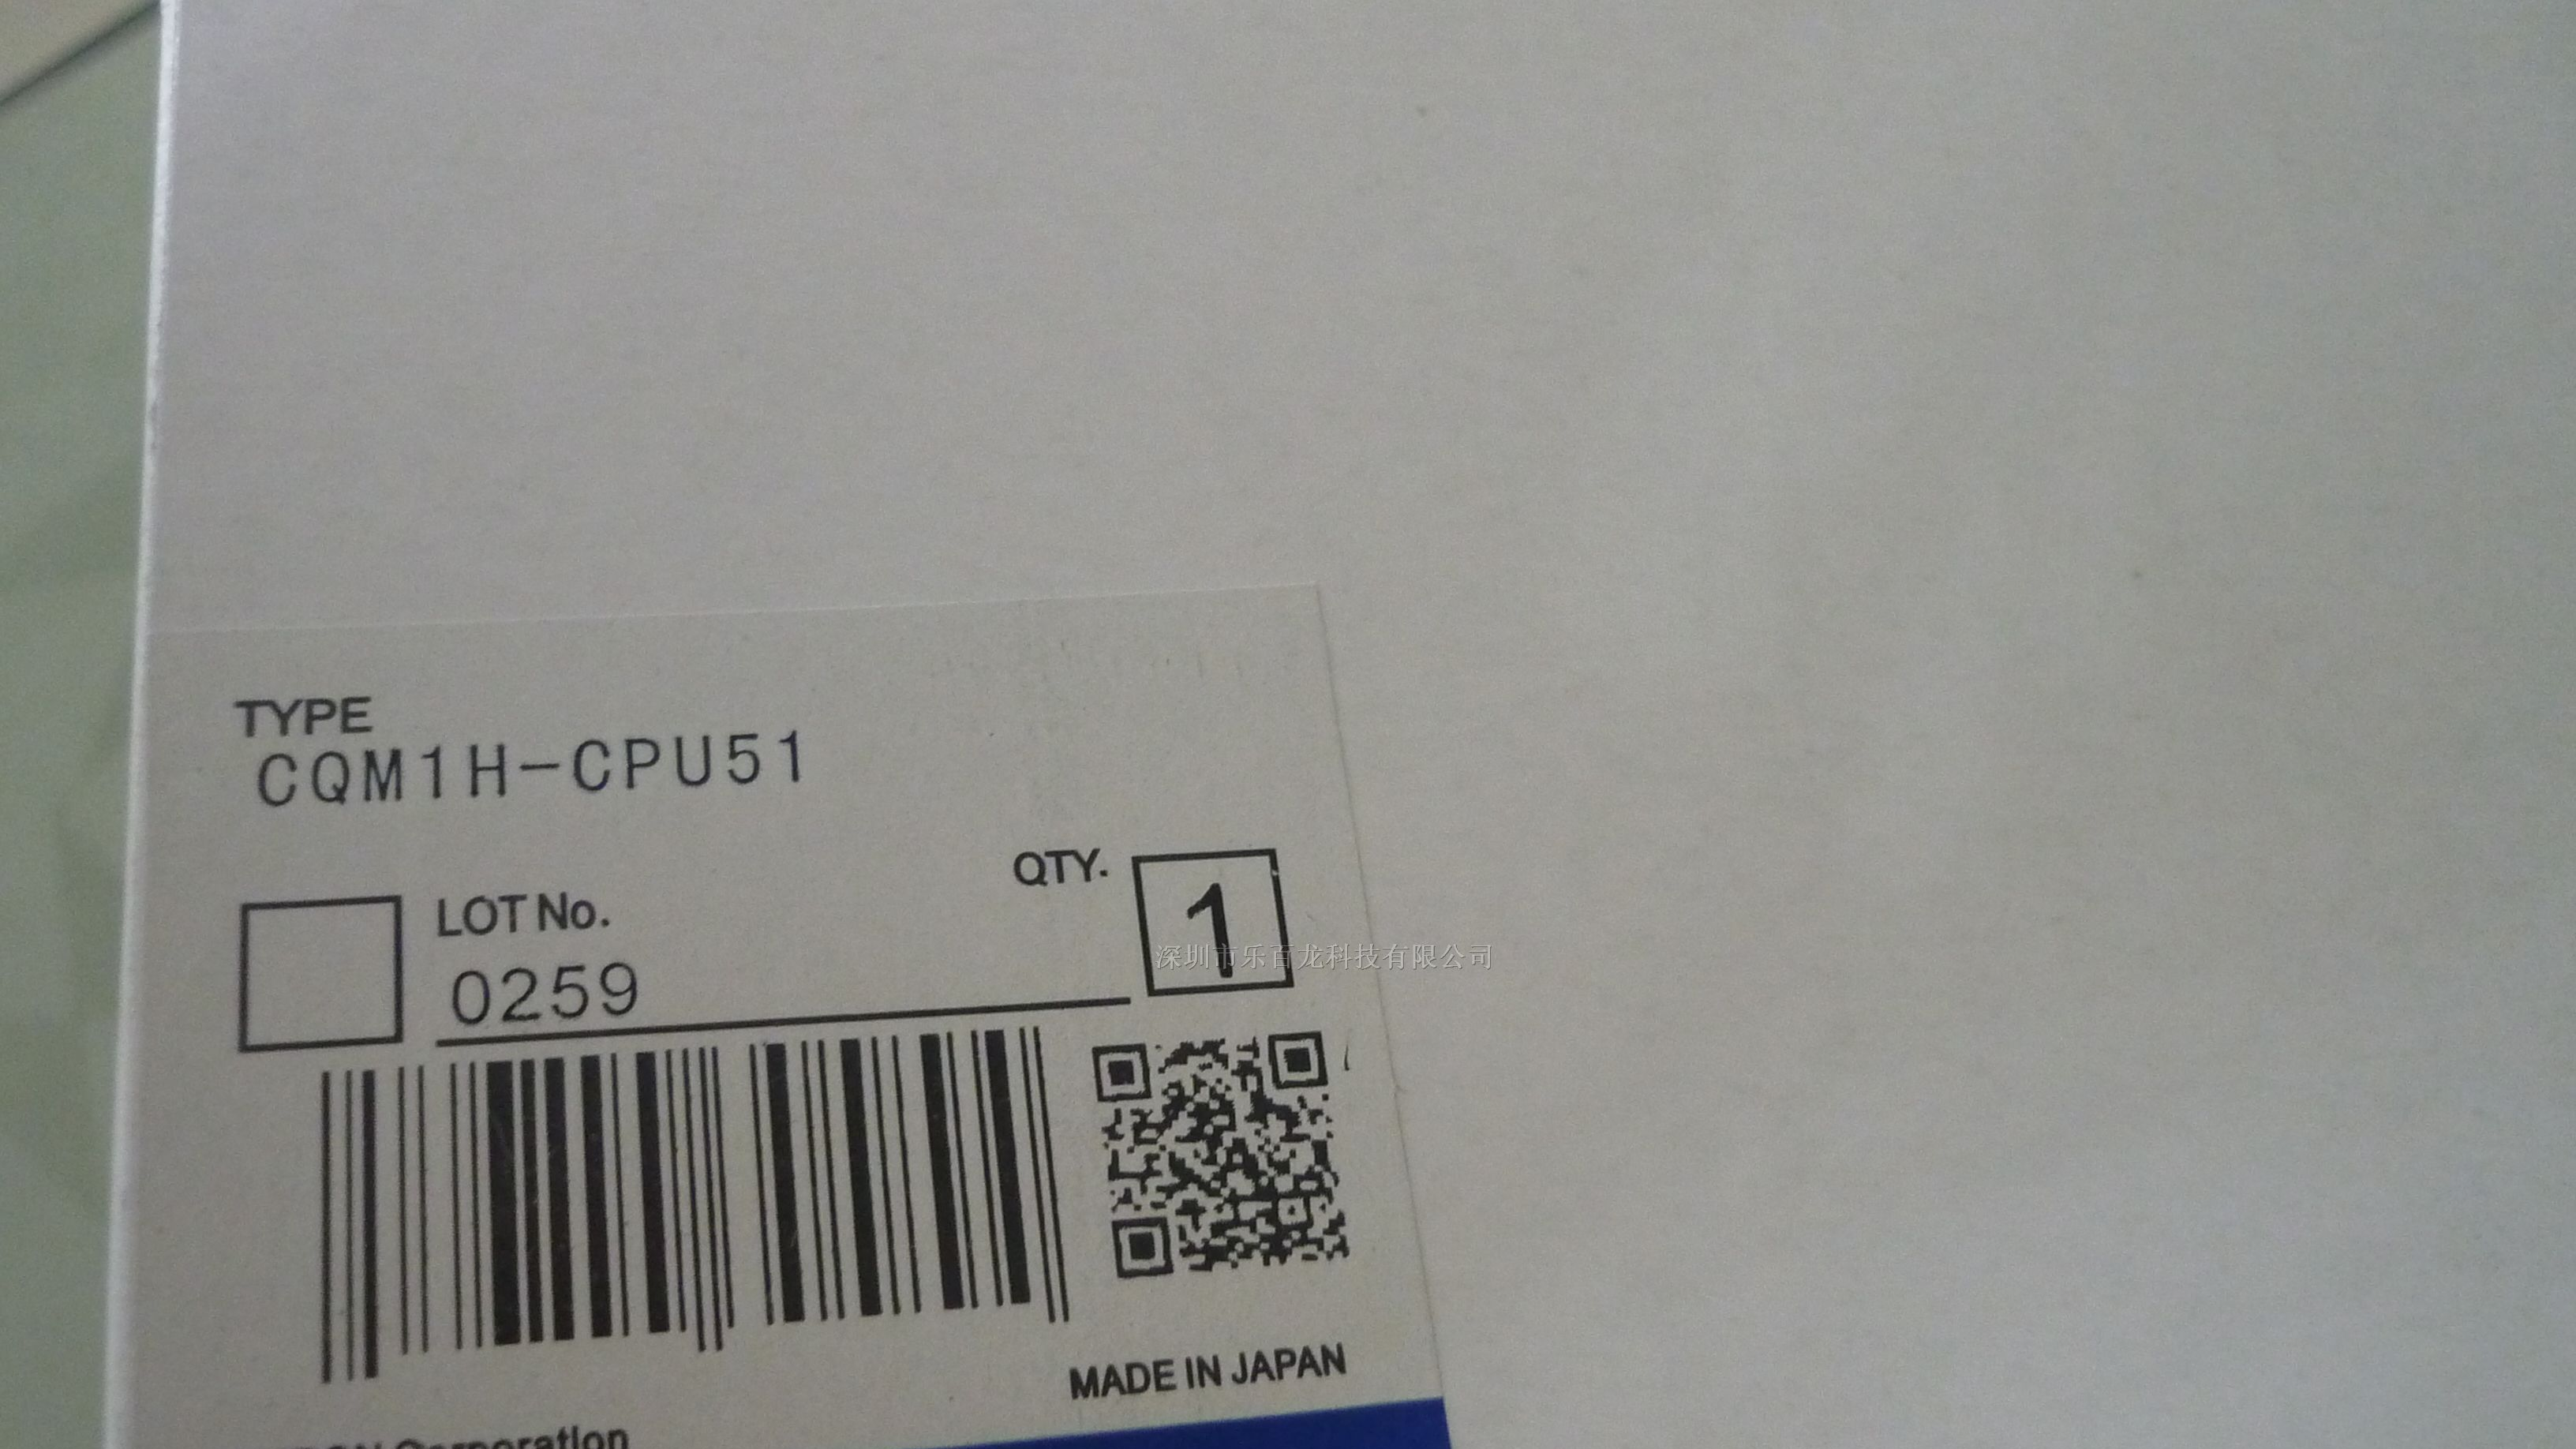 TYPE
CQM1H-CPU51
QTY. 1
LOT No.
0259
深圳市乐百龙科技有限公司
MADE IN JAPAN
Corporation